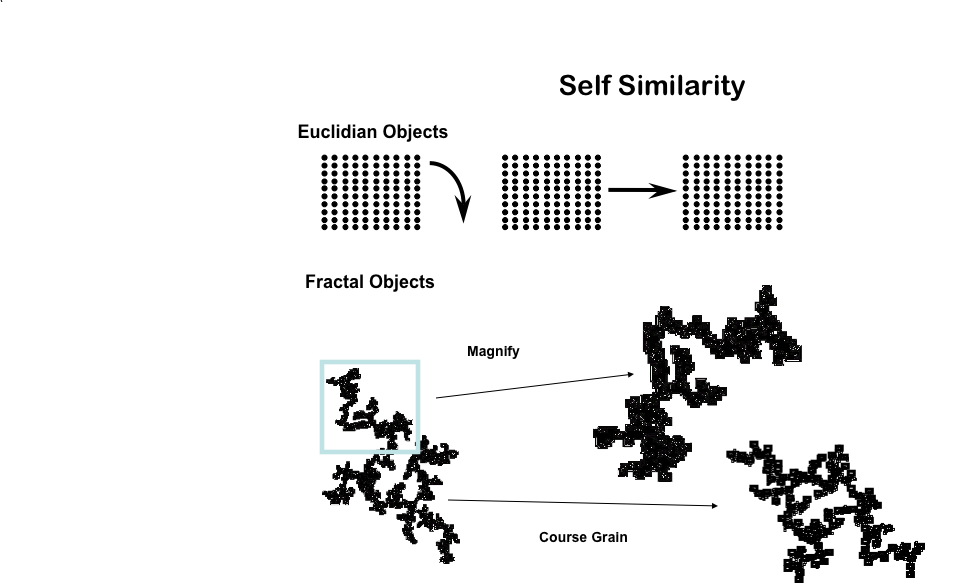 Self Similarity
Euclidian Objects
Fractal Objects
Magnify
Course Grain